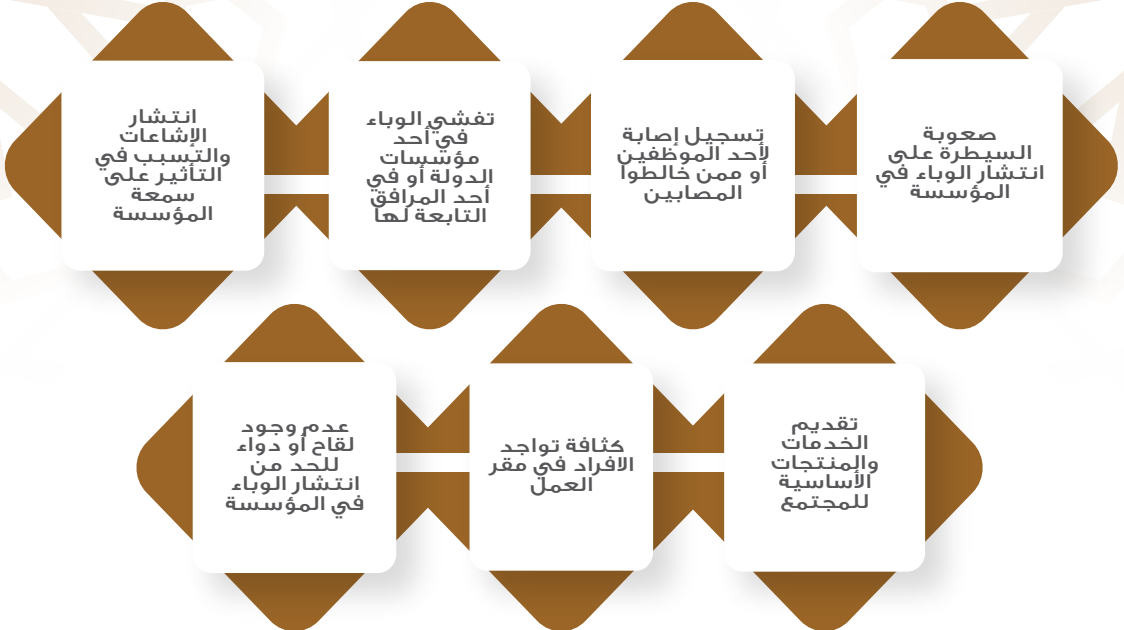 صعوبة
السيطرة على
انتشار الوباء في
المؤسسة
تسجيل إصابة
لأحد الموظفين
أو ممن خالطوا
المصابين
تفشي الوباء
في أحد
مؤسسات
الدولة أو في
أحد المرافق
التابعة لها
انتشار
الإشاعات
والتسبب في
التأثير على
سمعة
المؤسسة
تقديم
الخدمات
والمنتجات
الأساسية
للمجتمع
كثافة تواجد
الافراد في مقر
العمل
عدم وجود
لقاح أو دواء
للحد من
انتشار الوباء
في المؤسسة